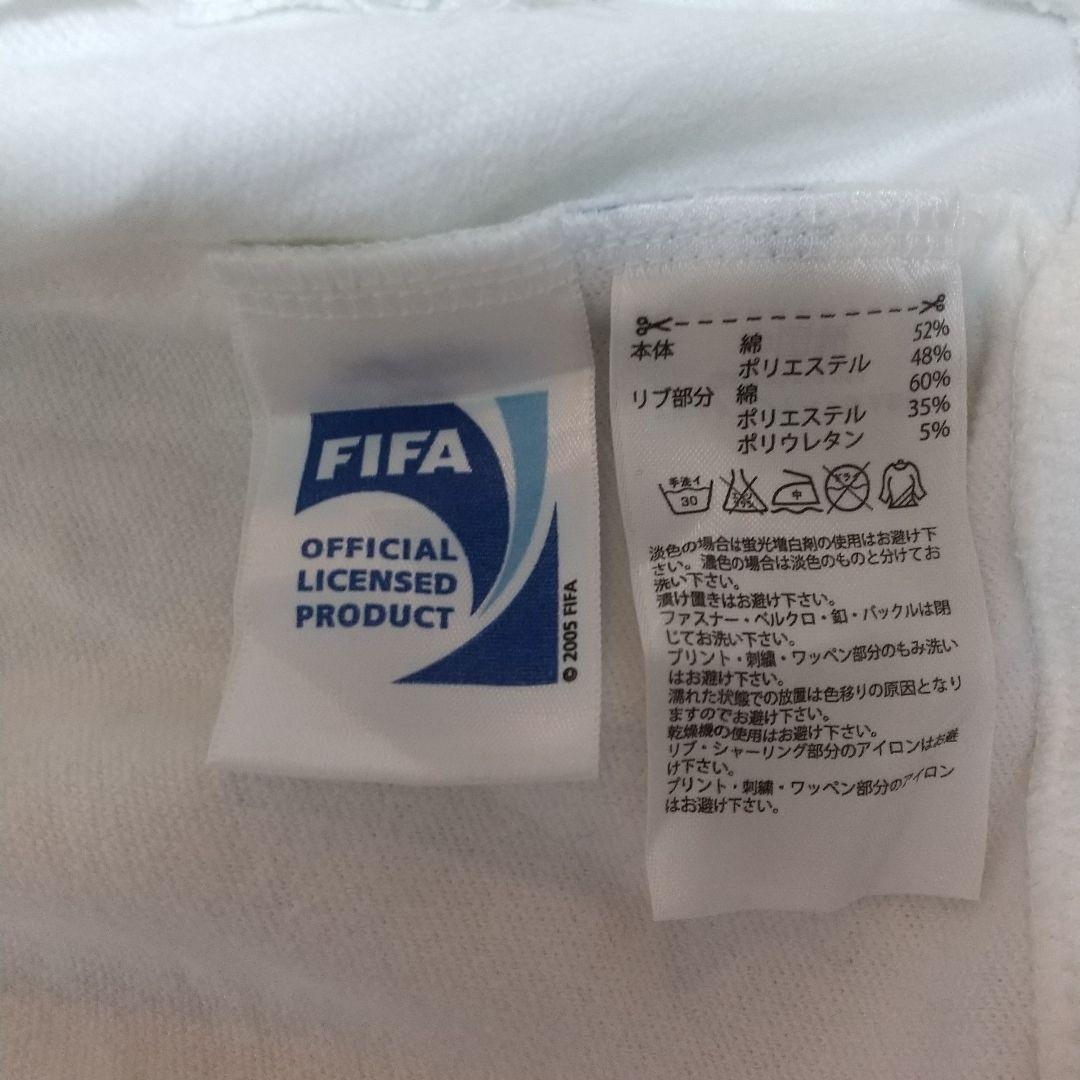 FIFA
OFFICIAL
LICENSED
PRODUCT
© 2005 FIFA
本体 綿 52%
ポリエステル 48%
リブ部分 綿 60%
ポリエステル 35%
ポリウレタン 5%
手洗イ
30
中
ドライ
淡色の場合は蛍光増白剤の使用はお避け下
さい。濃色の場合は淡色のものと分けてお
洗い下さい。
漬け置きはお避け下さい。
ファスナー・ベルクロ・釦・バックルは閉
じてお洗い下さい。
プリント・刺繍・ワッペン部分のもみ洗い
はお避け下さい。
濡れた状態での放置は色移りの原因となり
ますのでお避け下さい。
乾燥機の使用はお避け下さい。
リブ・シャーリング部分のアイロンはお避
け下さい。
プリント・刺繍・ワッペン部分のアイロン
はお避け下さい。